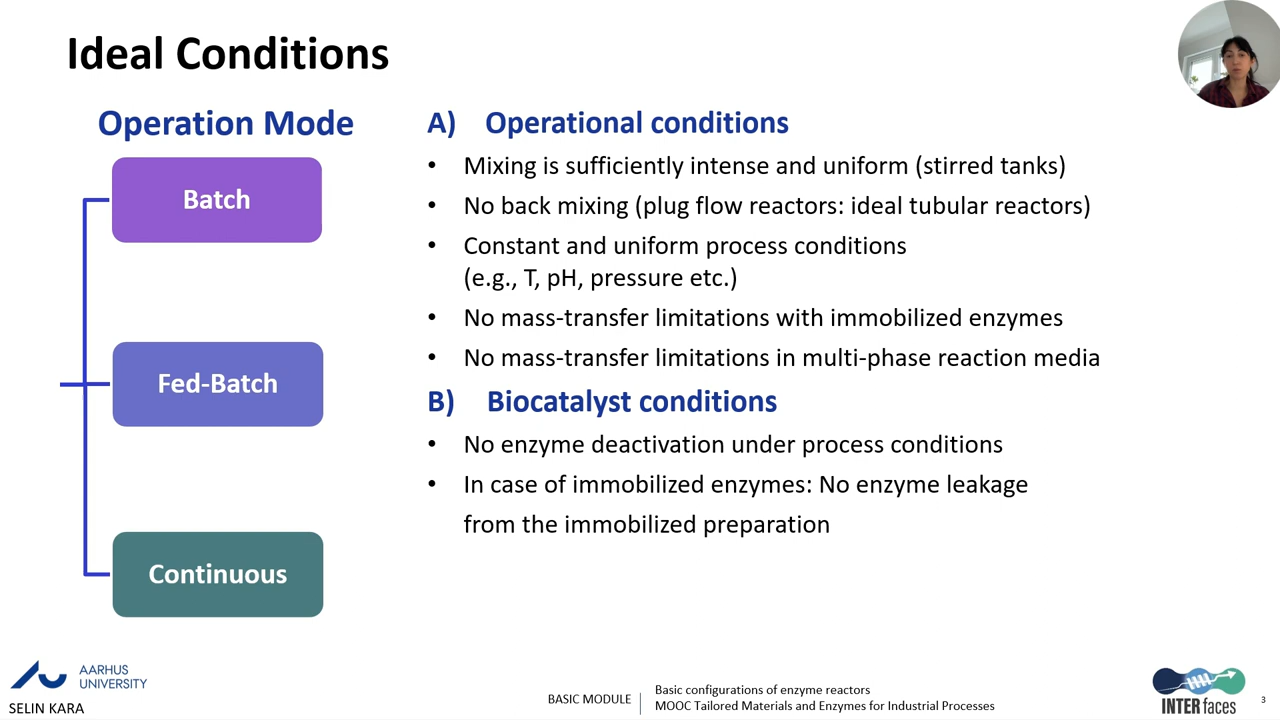 Ideal Conditions
Operation Mode
Batch
Fed-Batch
Continuous
A) Operational conditions
• Mixing is sufficiently intense and uniform (stirred tanks)
• No back mixing (plug flow reactors: ideal tubular reactors)
• Constant and uniform process conditions
(e.g., T, pH, pressure etc.)
• No mass-transfer limitations with immobilized enzymes
• No mass-transfer limitations in multi-phase reaction media
B) Biocatalyst conditions
• No enzyme deactivation under process conditions
• In case of immobilized enzymes: No enzyme leakage
from the immobilized preparation
AARHUS
UNIVERSITY
SELIN KARA
BASIC MODULE
Basic configurations of enzyme reactors
MOOC Tailored Materials and Enzymes for Industrial Processes
INTERfaces
3